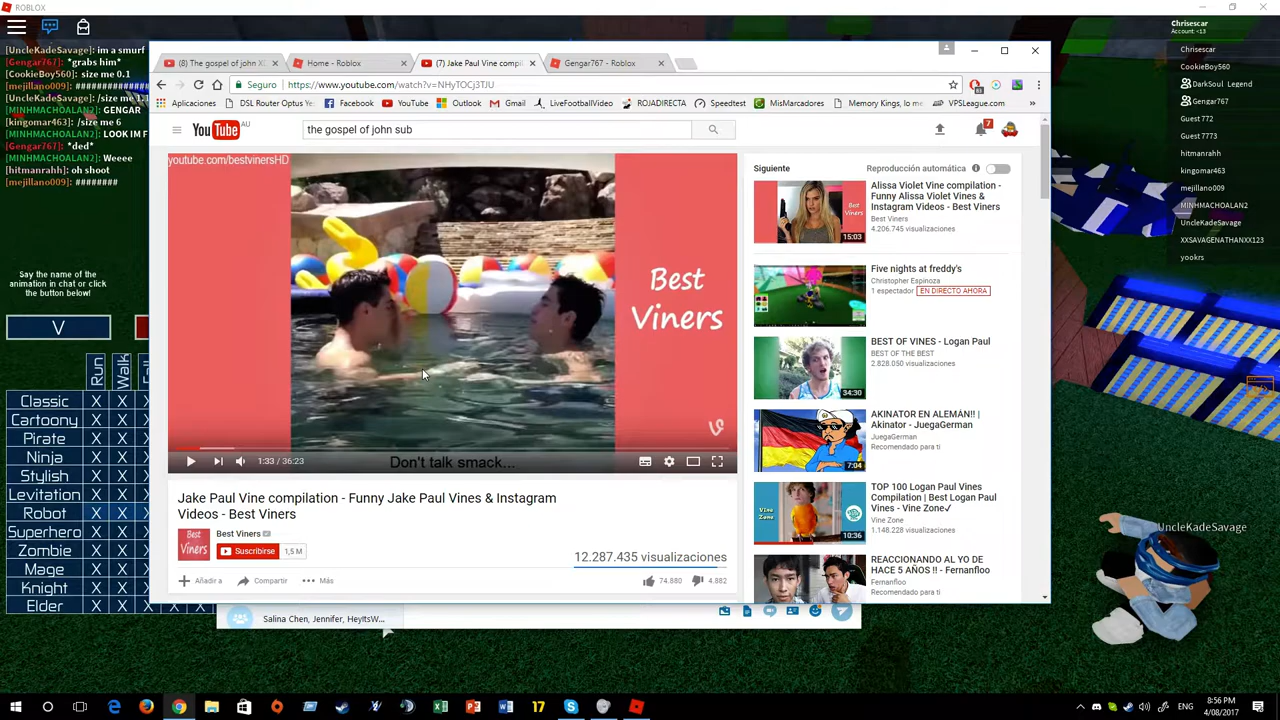 ROBLOX
Chrisescar
Account: <13
[UncleKadeSavage]: im a smurf
[Gengar767]: *grabs him*
[CookieBoy560]: size me 0.1
[mejillano009]: ##############
[UncleKadeSavage]: /size me 1.1
[MINHMACHOALAN2]: GENGAR
[kingomar463]: /size me 6
[MINHMACHOALAN2]: LOOK IM F
[Gengar767]: *ded*
[MINHMACHOALAN2]: Weeee
[hitmanrahh]: oh shoot
[mejillano009]: ########
Say the name of the
animation in chat or click
the button below!
V
Run
Walk
Classic X X X
Cartoony X X X
Pirate X X X
Ninja X X X
Stylish X X X
Levitation X X X
Robot X X X
Superhero X X X
Zombie X X X
Mage X X X
Knight X X X
Elder X X X
(8) The gospel of john X
Home - Roblox
(7) Jake Paul Vine compil
Gengar767 - Roblox
Seguro
https://www.youtube.com/watch?v=NHyTOCj3TJU
Aplicaciones
DSL Router Optus
Facebook
YouTube
Outlook
Gmail
LiveFootballVideo
ROJADIRECTA
Speedtest
MisMarcadores
Memory Kings, lo me
VPSLeague.com
YouTube AU
the gospel of john sub
7
youtube.com/bestvinersHD
Best
Viners
Don't talk smack...
1:33 / 36:23
Jake Paul Vine compilation - Funny Jake Paul Vines & Instagram
Videos - Best Viners
Best Viners
Suscribirse 1,5 M
12.287.435 visualizaciones
Añadir a
Compartir
Más
74.880
4.882
Siguiente
Reproducción automática
Alissa Violet Vine compilation -
Funny Alissa Violet Vines &
Instagram Videos - Best Viners
Best Viners
4.206.745 visualizaciones
15:03
Five nights at freddy's
Christopher Espinoza
1 espectador EN DIRECTO AHORA
BEST OF VINES - Logan Paul
BEST OF THE BEST
2.828.050 visualizaciones
34:30
AKINATOR EN ALEMÁN!! |
Akinator - JuegaGerman
JuegaGerman
Recomendado para ti
7:04
TOP 100 Logan Paul Vines
Compilation | Best Logan Paul
Vines - Vine Zone✓
Vine Zone
1.148.228 visualizaciones
10:36
REACCIONANDO AL YO DE
HACE 5 AÑOS !! - Fernanfloo
Fernanfloo
Recomendado para ti
Chrisescar
CookieBoy560
DarkSoul_Legend
Gengar767
Guest 772
Guest 7773
hitmanrahh
kingomar463
mejillano009
MINHMACHOALAN2
UncleKadeSavage
XXSAVAGENATHANXX123
yookrs
UncleKadeSavage
Salina Chen, Jennifer, HeyItsW...
17
ENG
8:56 PM
4/08/2017